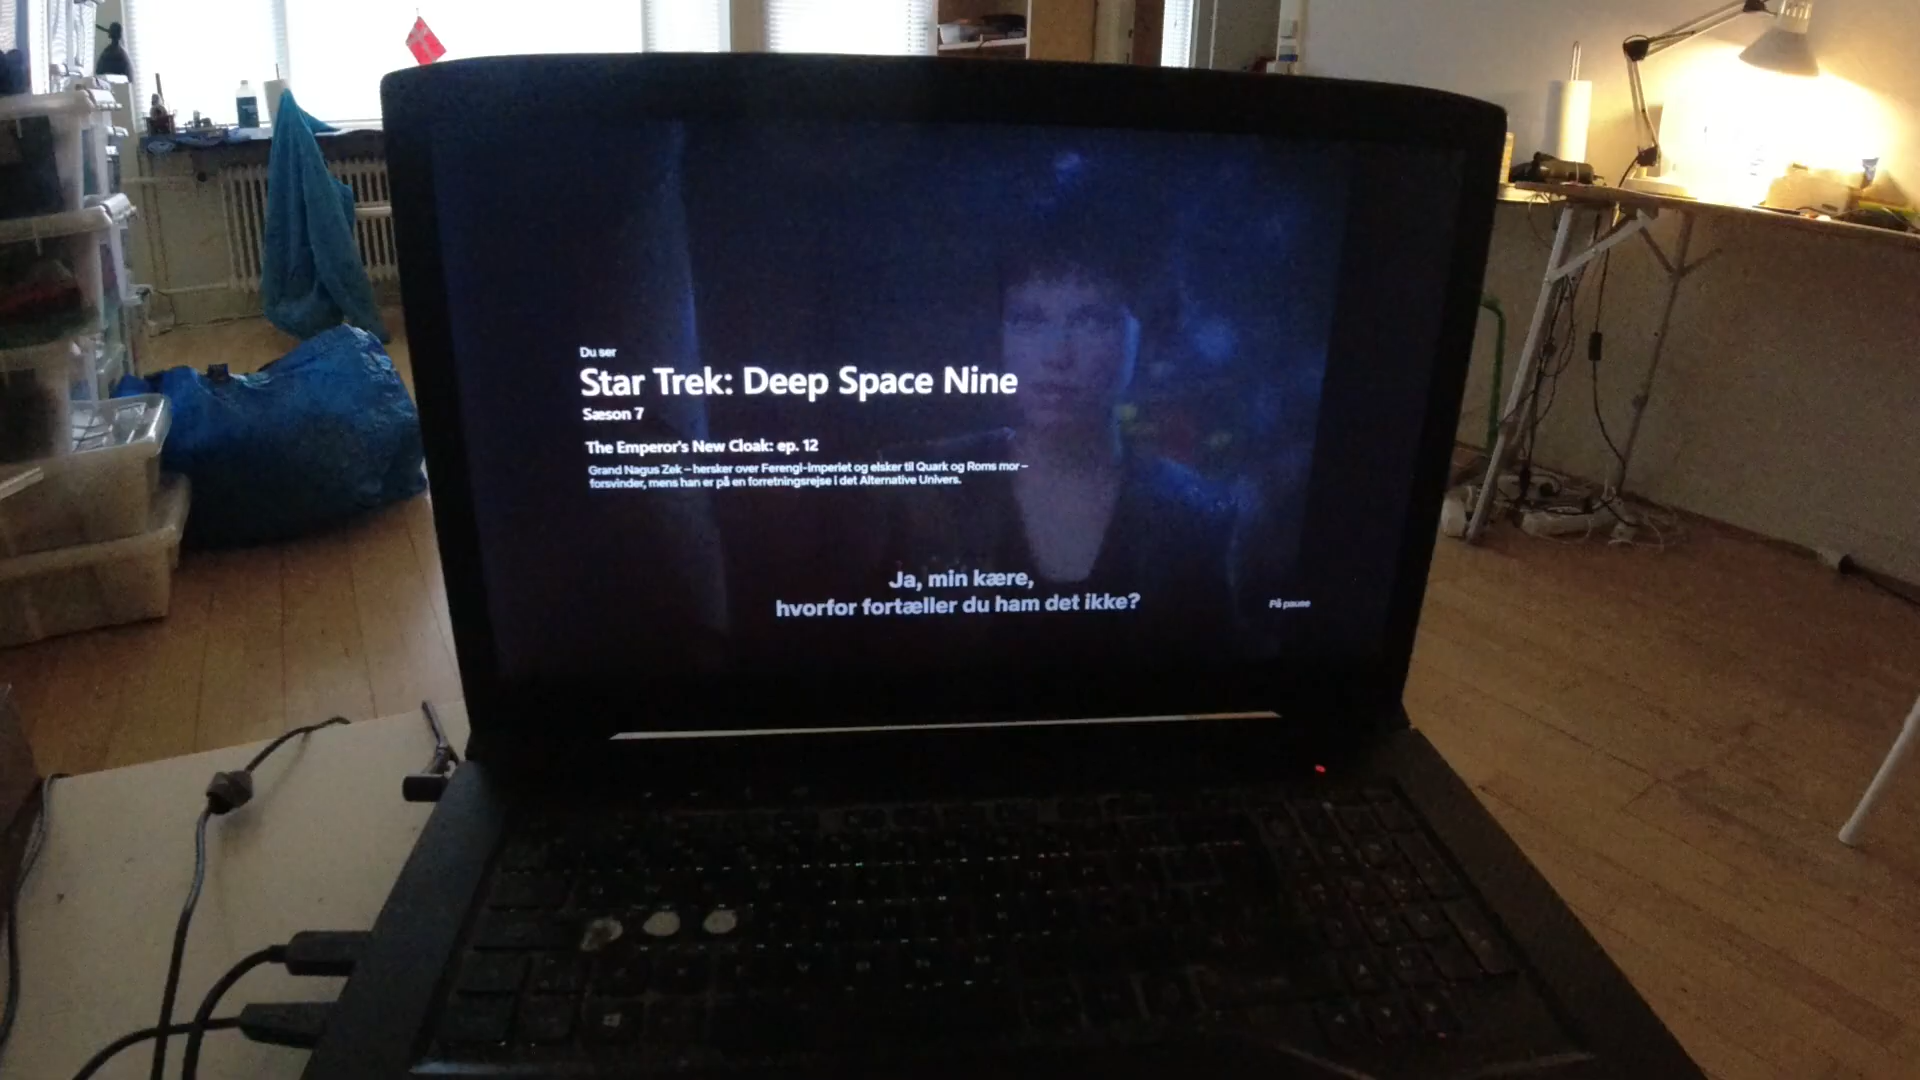 Du ser
Star Trek: Deep Space Nine
Sæson 7
The Emperor's New Cloak: ep. 12
Grand Nagus Zek – hersker over Ferengi-imperiet og elsker til Quark og Roms mor –
forsvinder, mens han er på en forretningsrejse i det Alternative Univers.
Ja, min kære,
hvorfor fortæller du ham det ikke?
På pause